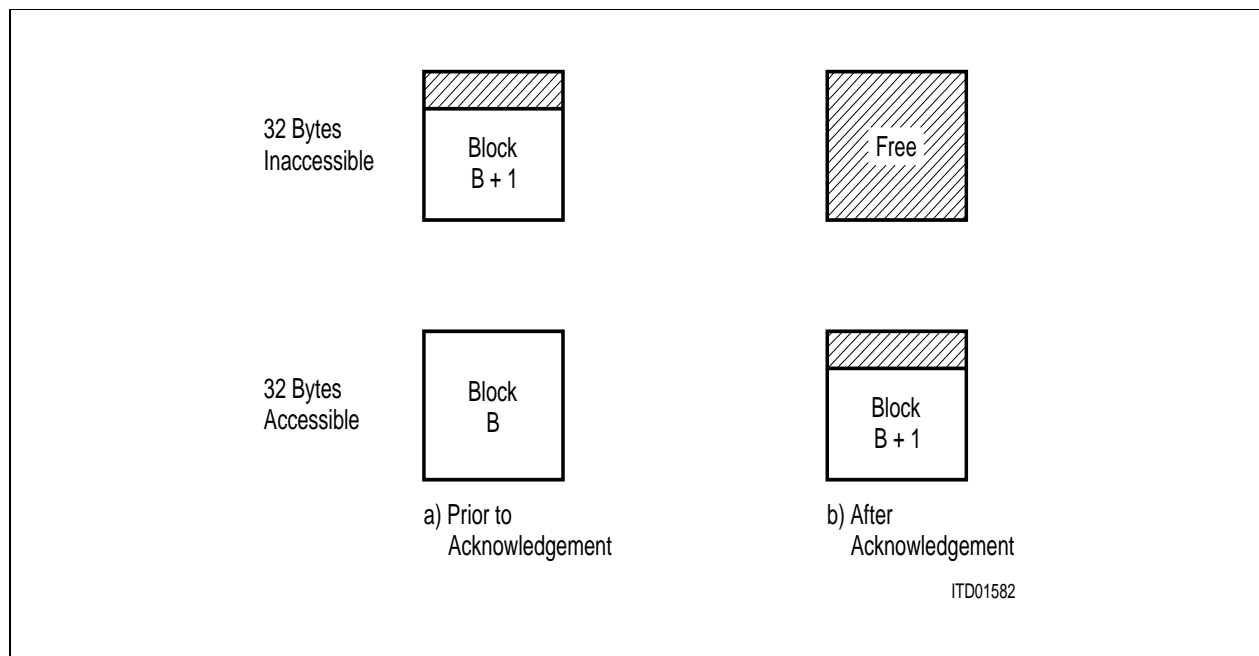 32 Bytes
Inaccessible
Block
B + 1
Free
32 Bytes
Accessible
Block
B
Block
B + 1
a) Prior to
Acknowledgement
b) After
Acknowledgement
ITD01582